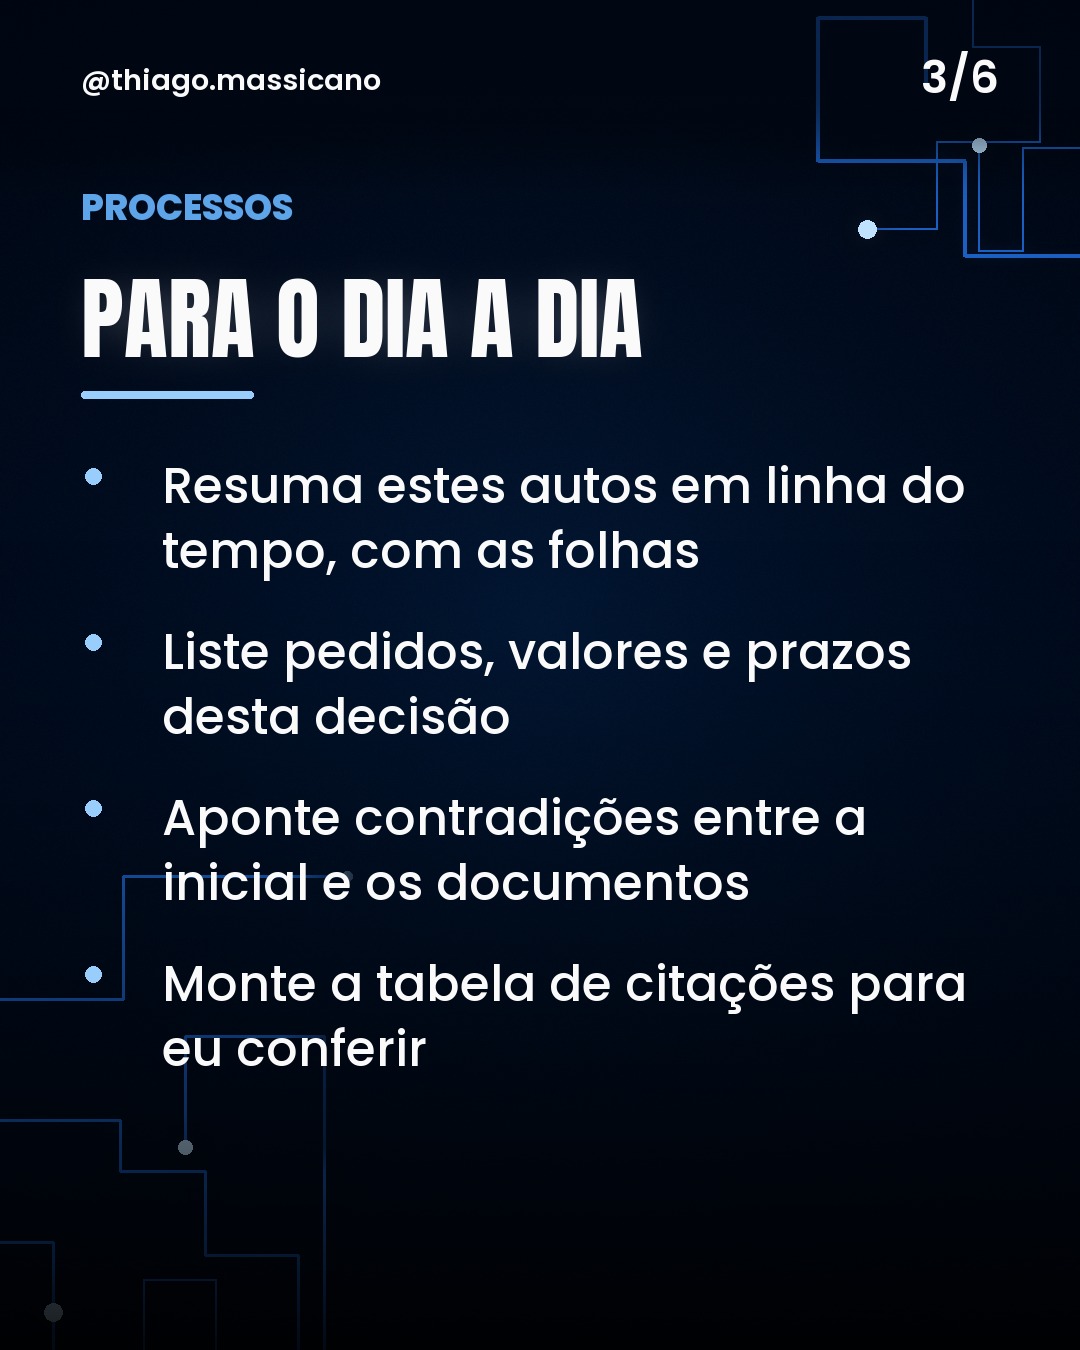 @thiago.massicano
3/6
PROCESSOS
PARA O DIA A DIA
Resuma estes autos em linha do
tempo, com as folhas
Liste pedidos, valores e prazos
desta decisão
Aponte contradições entre a
inicial e os documentos
Monte a tabela de citações para
eu conferir